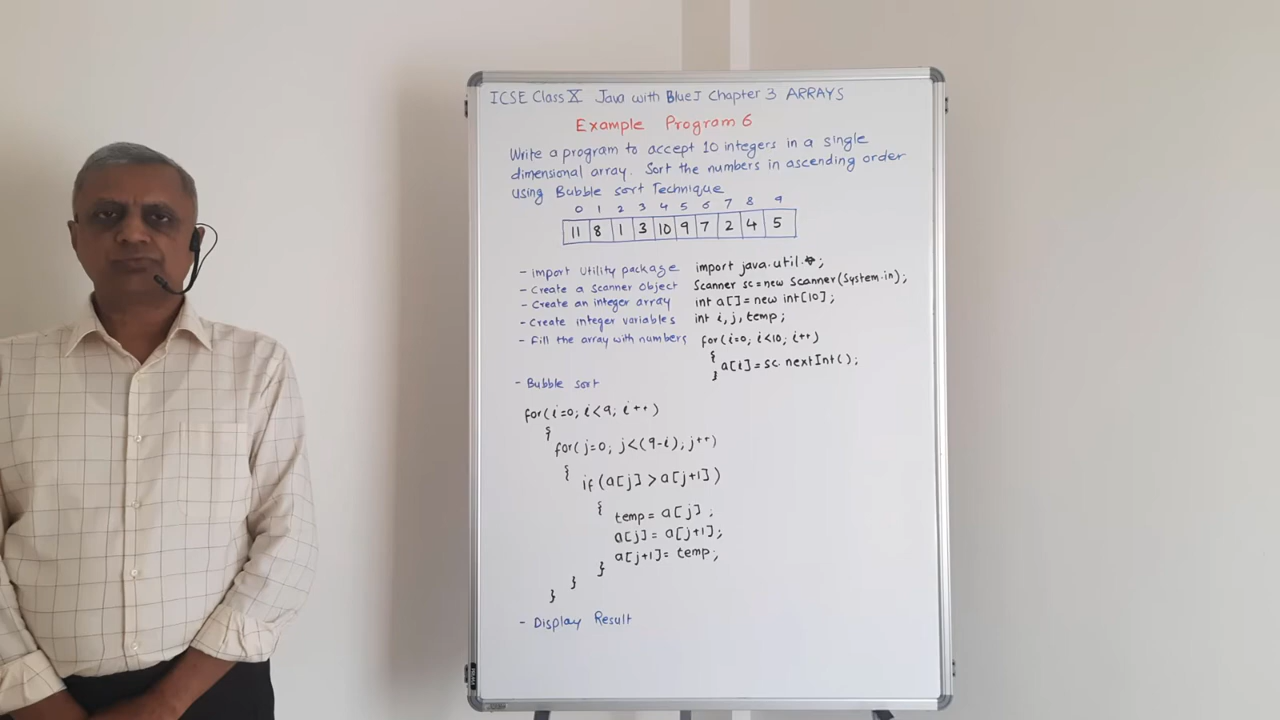 ICSE Class X Java with BlueJ Chapter 3 ARRAYS
Example Program 6
Write a program to accept 10 integers in a single
dimensional array. Sort the numbers in ascending order
using Bubble sort Technique
0 1 2 3 4 5 6 7 8 9
11 8 1 3 10 9 7 2 4 5
- Import Utility package import java.util.*;
- Create a scanner object Scanner sc=new Scanner(System.in);
- Create an integer array int a[]=new int[10];
- Create integer variables int i,j,temp;
- Fill the array with numbers for(i=0; i<10; i++)
{
a[i]=sc.nextInt();
}
- Bubble sort
for(i=0; i<9; i++)
{
for(j=0; j<(9-i); j++)
{
if(a[j]>a[j+1])
{
temp=a[j];
a[j]=a[j+1];
a[j+1]=temp;
}
}
}
- Display Result